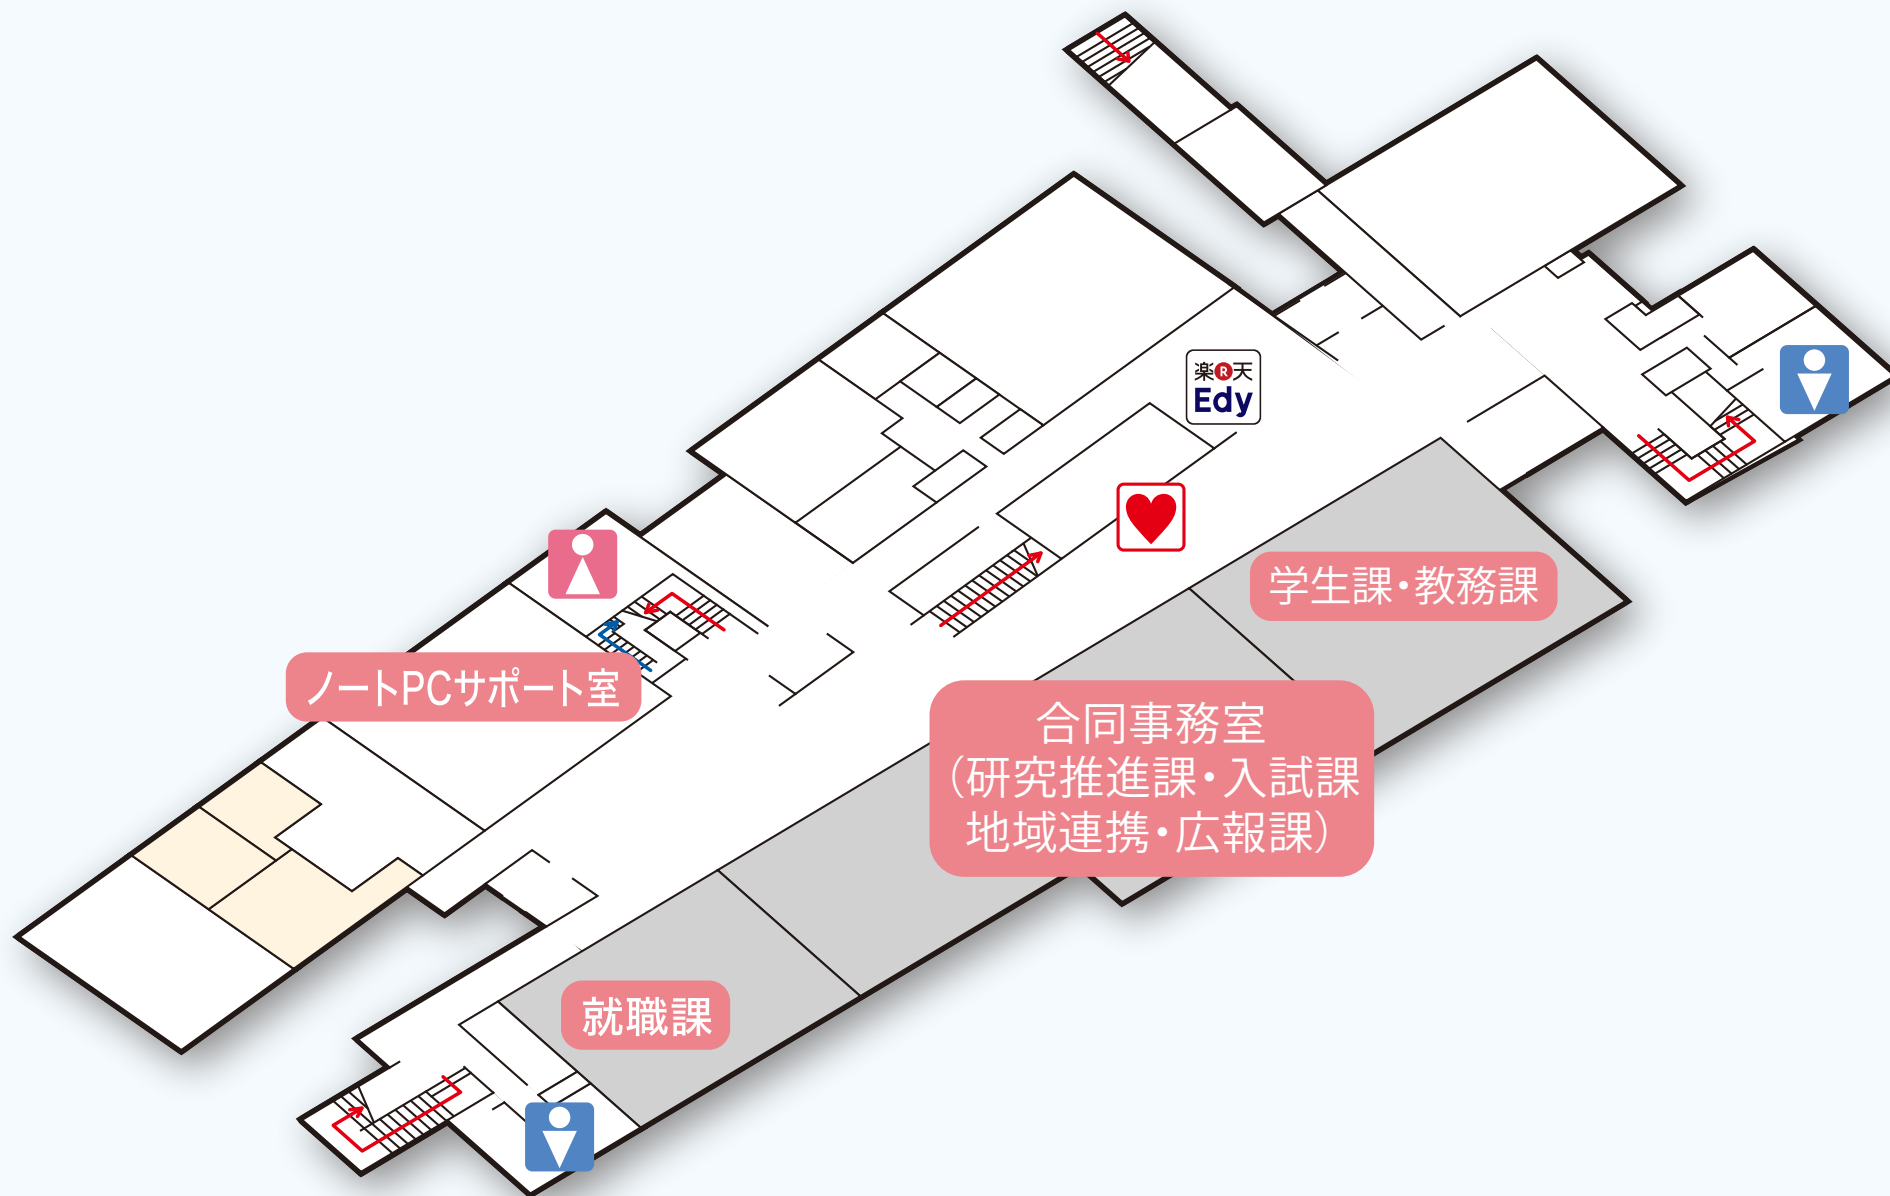 楽R天
Edy
学生課・教務課
ノートPCサポート室
合同事務室
（研究推進課・入試課
地域連携・広報課）
就職課